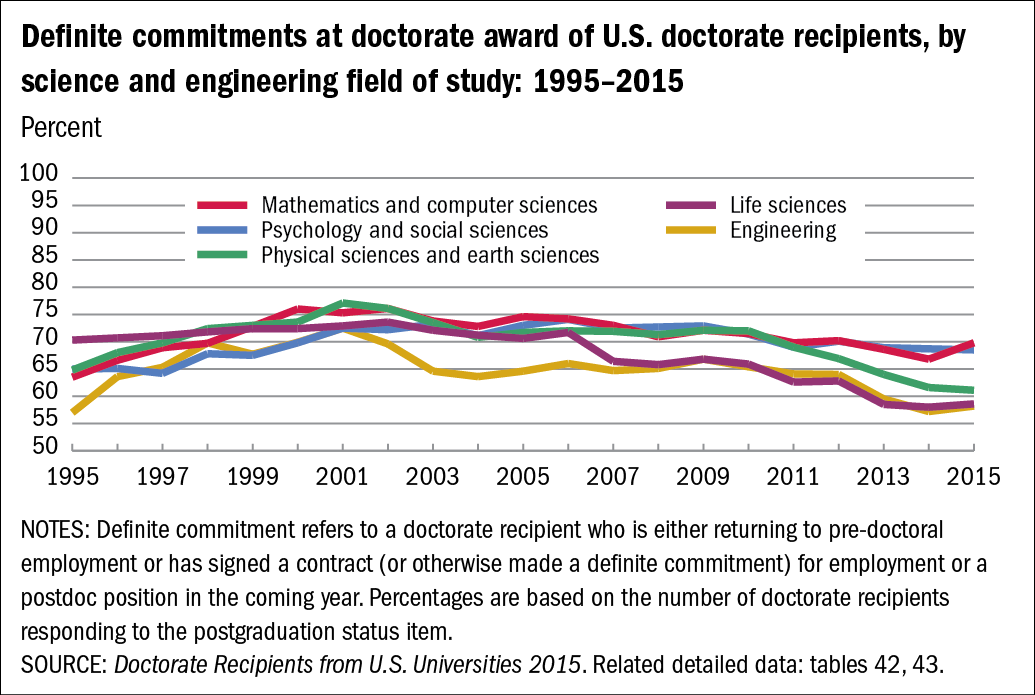 Definite commitments at doctorate award of U.S. doctorate recipients, by
science and engineering field of study: 1995–2015
Percent
100
95
90
85
80
75
70
65
60
55
50
Mathematics and computer sciences
Psychology and social sciences
Physical sciences and earth sciences
Life sciences
Engineering
1995 1997 1999 2001 2003 2005 2007 2009 2011 2013 2015
NOTES: Definite commitment refers to a doctorate recipient who is either returning to pre-doctoral
employment or has signed a contract (or otherwise made a definite commitment) for employment or a
postdoc position in the coming year. Percentages are based on the number of doctorate recipients
responding to the postgraduation status item.
SOURCE: Doctorate Recipients from U.S. Universities 2015. Related detailed data: tables 42, 43.